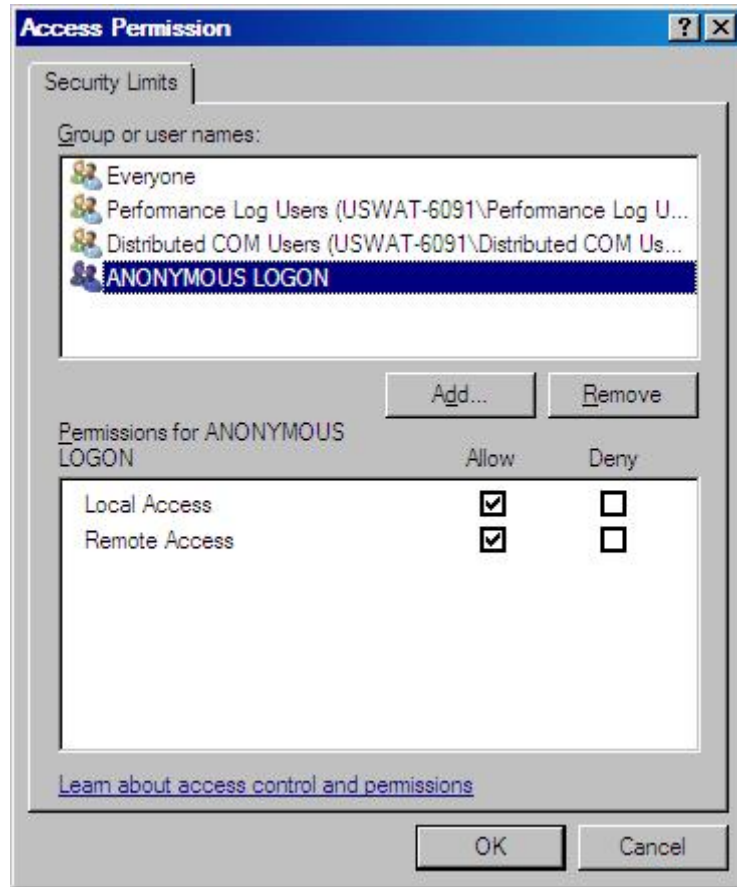 Access Permission
Security Limits
Group or user names:
Everyone
Performance Log Users (USWAT-6091\Performance Log U...
Distributed COM Users (USWAT-6091\Distributed COM Us...
ANONYMOUS LOGON
Add... Remove
Permissions for ANONYMOUS
LOGON Allow Deny
Local Access
Remote Access
Learn about access control and permissions
OK Cancel